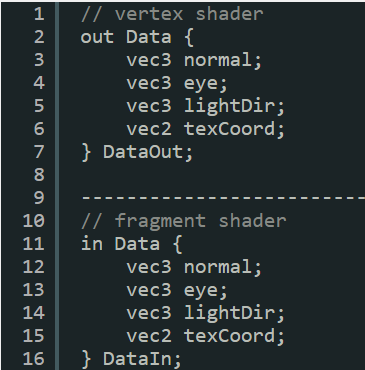 1 // vertex shader
2 out Data {
3     vec3 normal;
4     vec3 eye;
5     vec3 lightDir;
6     vec2 texCoord;
7 } DataOut;
8
9 -------------------------
10 // fragment shader
11 in Data {
12     vec3 normal;
13     vec3 eye;
14     vec3 lightDir;
15     vec2 texCoord;
16 } DataIn;